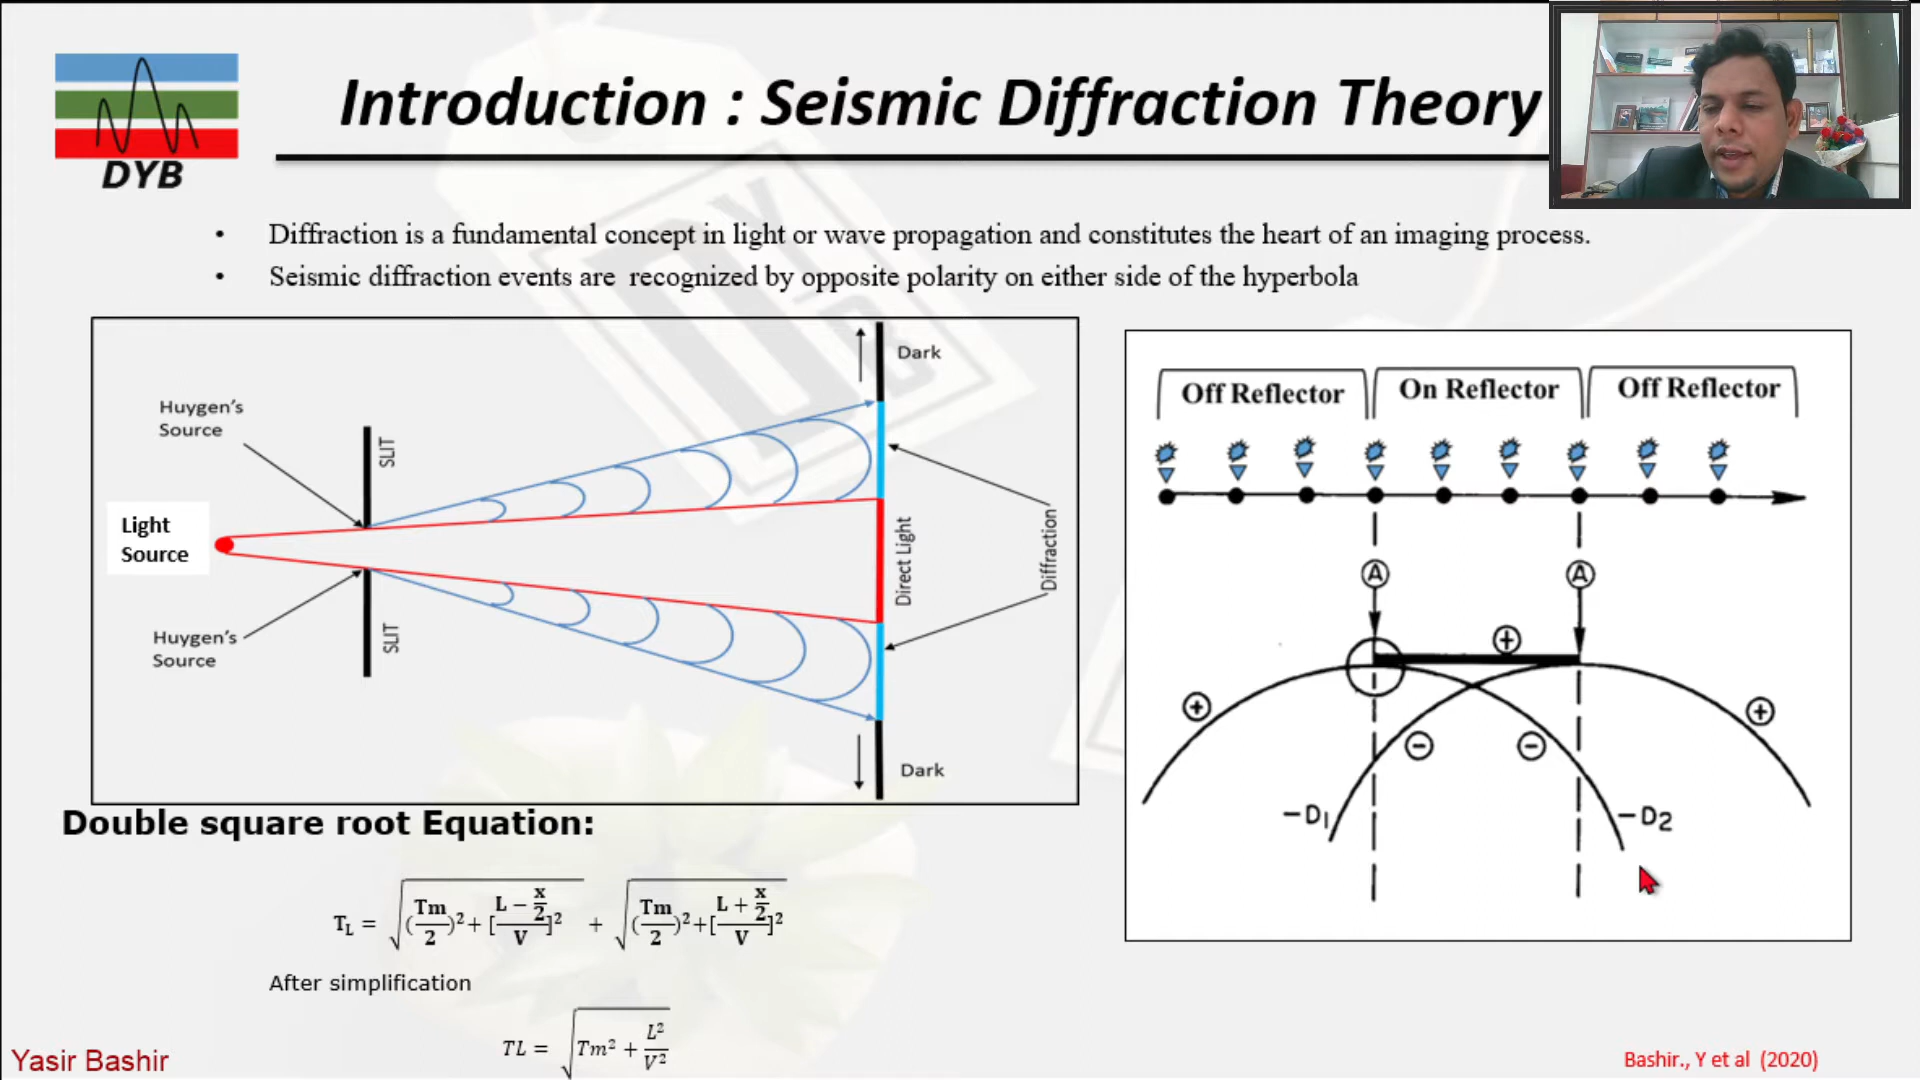 Introduction : Seismic Diffraction Theory
DYB
• Diffraction is a fundamental concept in light or wave propagation and constitutes the heart of an imaging process.
• Seismic diffraction events are recognized by opposite polarity on either side of the hyperbola
Dark
Huygen's
Source
SLIT
Light
Source
Direct Light
Diffraction
Huygen's
Source
SLIT
Dark
Off Reflector
On Reflector
Off Reflector
A
A
+
+
+
−
−
−D1
−D2
Double square root Equation:
TL = √((Tm/2)² + [(L − x/2)/V]²) + √((Tm/2)² + [(L + x/2)/V]²)
After simplification
TL = √(Tm² + L²/V²)
Yasir Bashir
Bashir., Y et al (2020)